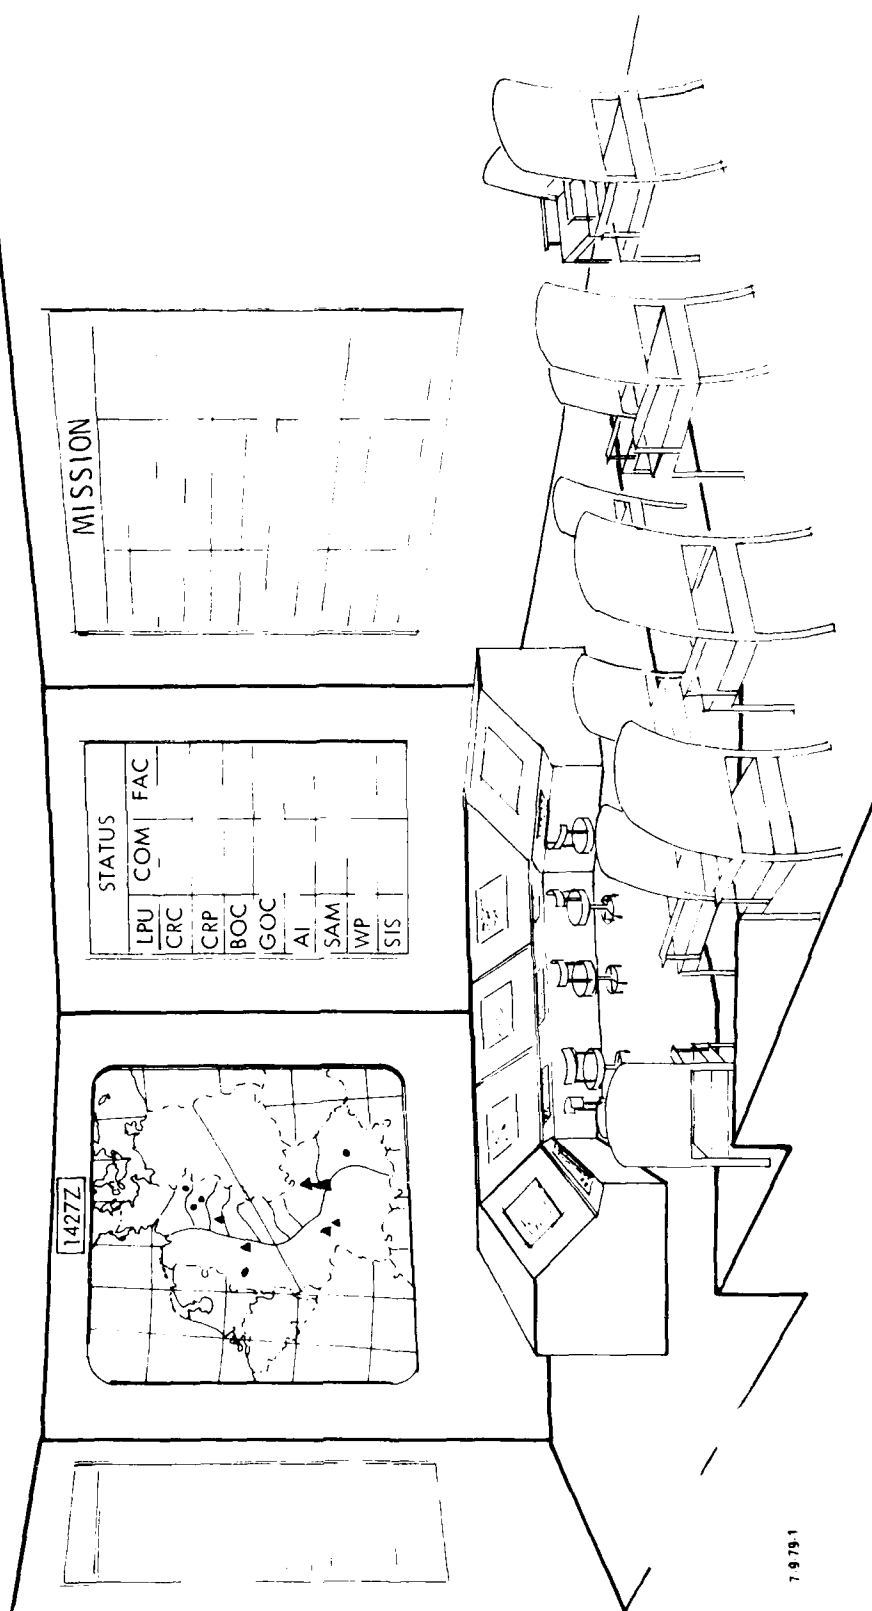 1427Z
STATUS
LPU COM FAC
CRC
CRP
BOC
GOC
AI
SAM
WP
SIS
MISSION
7-9-79-1